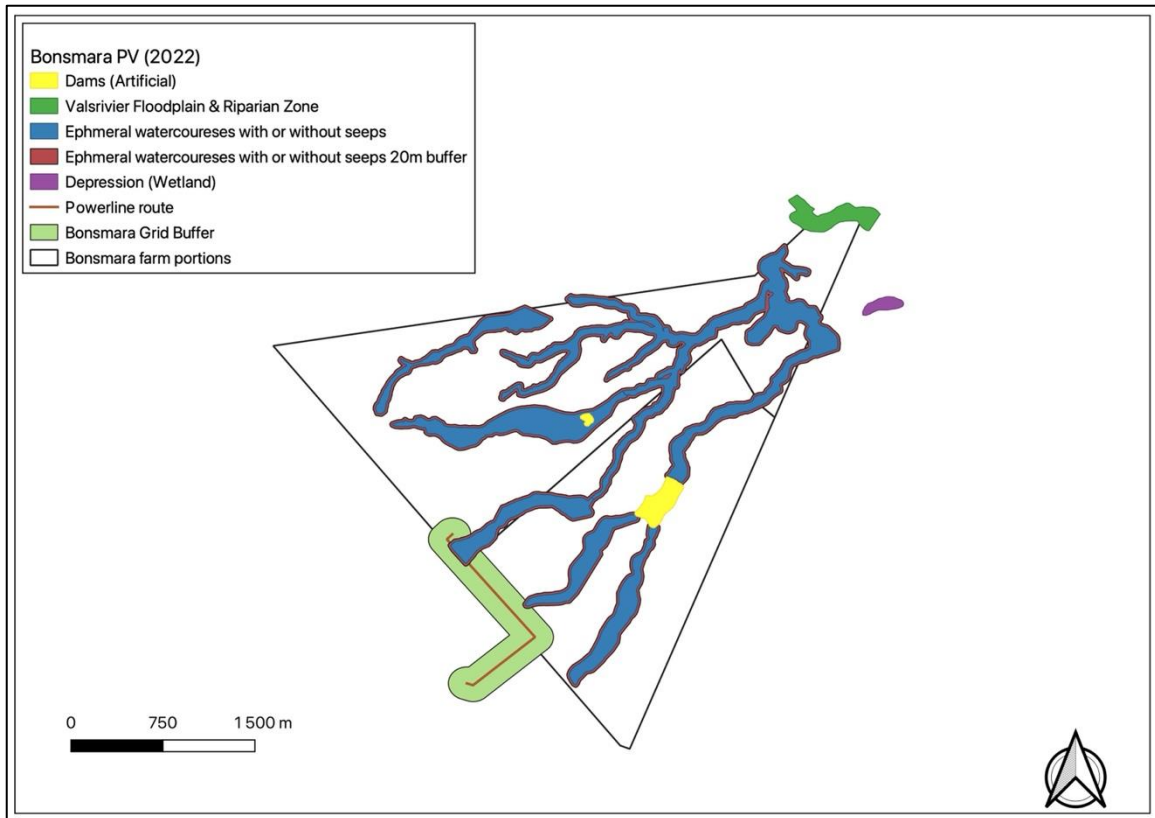 Bonsmara PV (2022)
Dams (Artificial)
Valsrivier Floodplain & Riparian Zone
Ephmeral watercoureses with or without seeps
Ephmeral watercoureses with or without seeps 20m buffer
Depression (Wetland)
Powerline route
Bonsmara Grid Buffer
Bonsmara farm portions
0 750 1 500 m